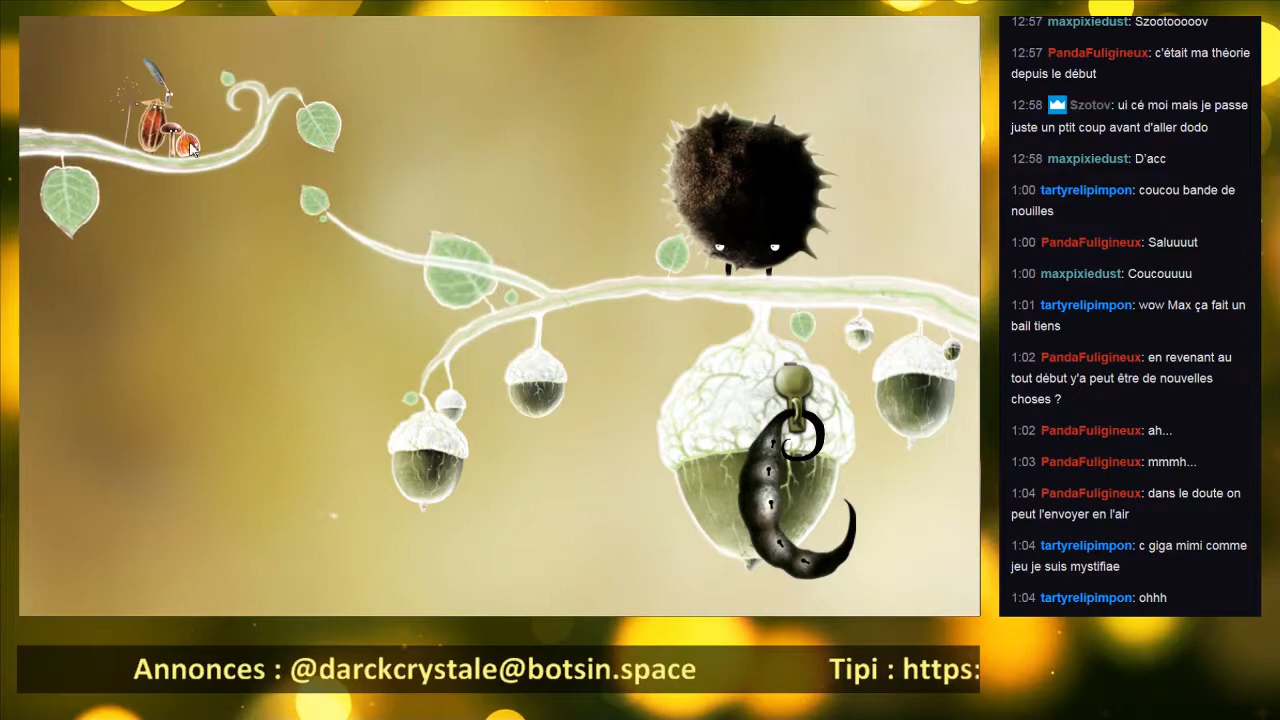 12:57 maxpixiedust: Szootooooov
12:57 PandaFuligineux: c'était ma théorie
depuis le début
12:58 Szotov: ui cé moi mais je passe
juste un ptit coup avant d'aller dodo
12:58 maxpixiedust: D'acc
1:00 tartyrelipimpon: coucou bande de
nouilles
1:00 PandaFuligineux: Saluuuut
1:00 maxpixiedust: Coucouuuu
1:01 tartyrelipimpon: wow Max ça fait un
bail tiens
1:02 PandaFuligineux: en revenant au
tout début y'a peut être de nouvelles
choses ?
1:02 PandaFuligineux: ah...
1:03 PandaFuligineux: mmmh...
1:04 PandaFuligineux: dans le doute on
peut l'envoyer en l'air
1:04 tartyrelipimpon: c giga mimi comme
jeu je suis mystifiae
1:04 tartyrelipimpon: ohhh
Annonces : @darckcrystale@botsin.space Tipi : https: